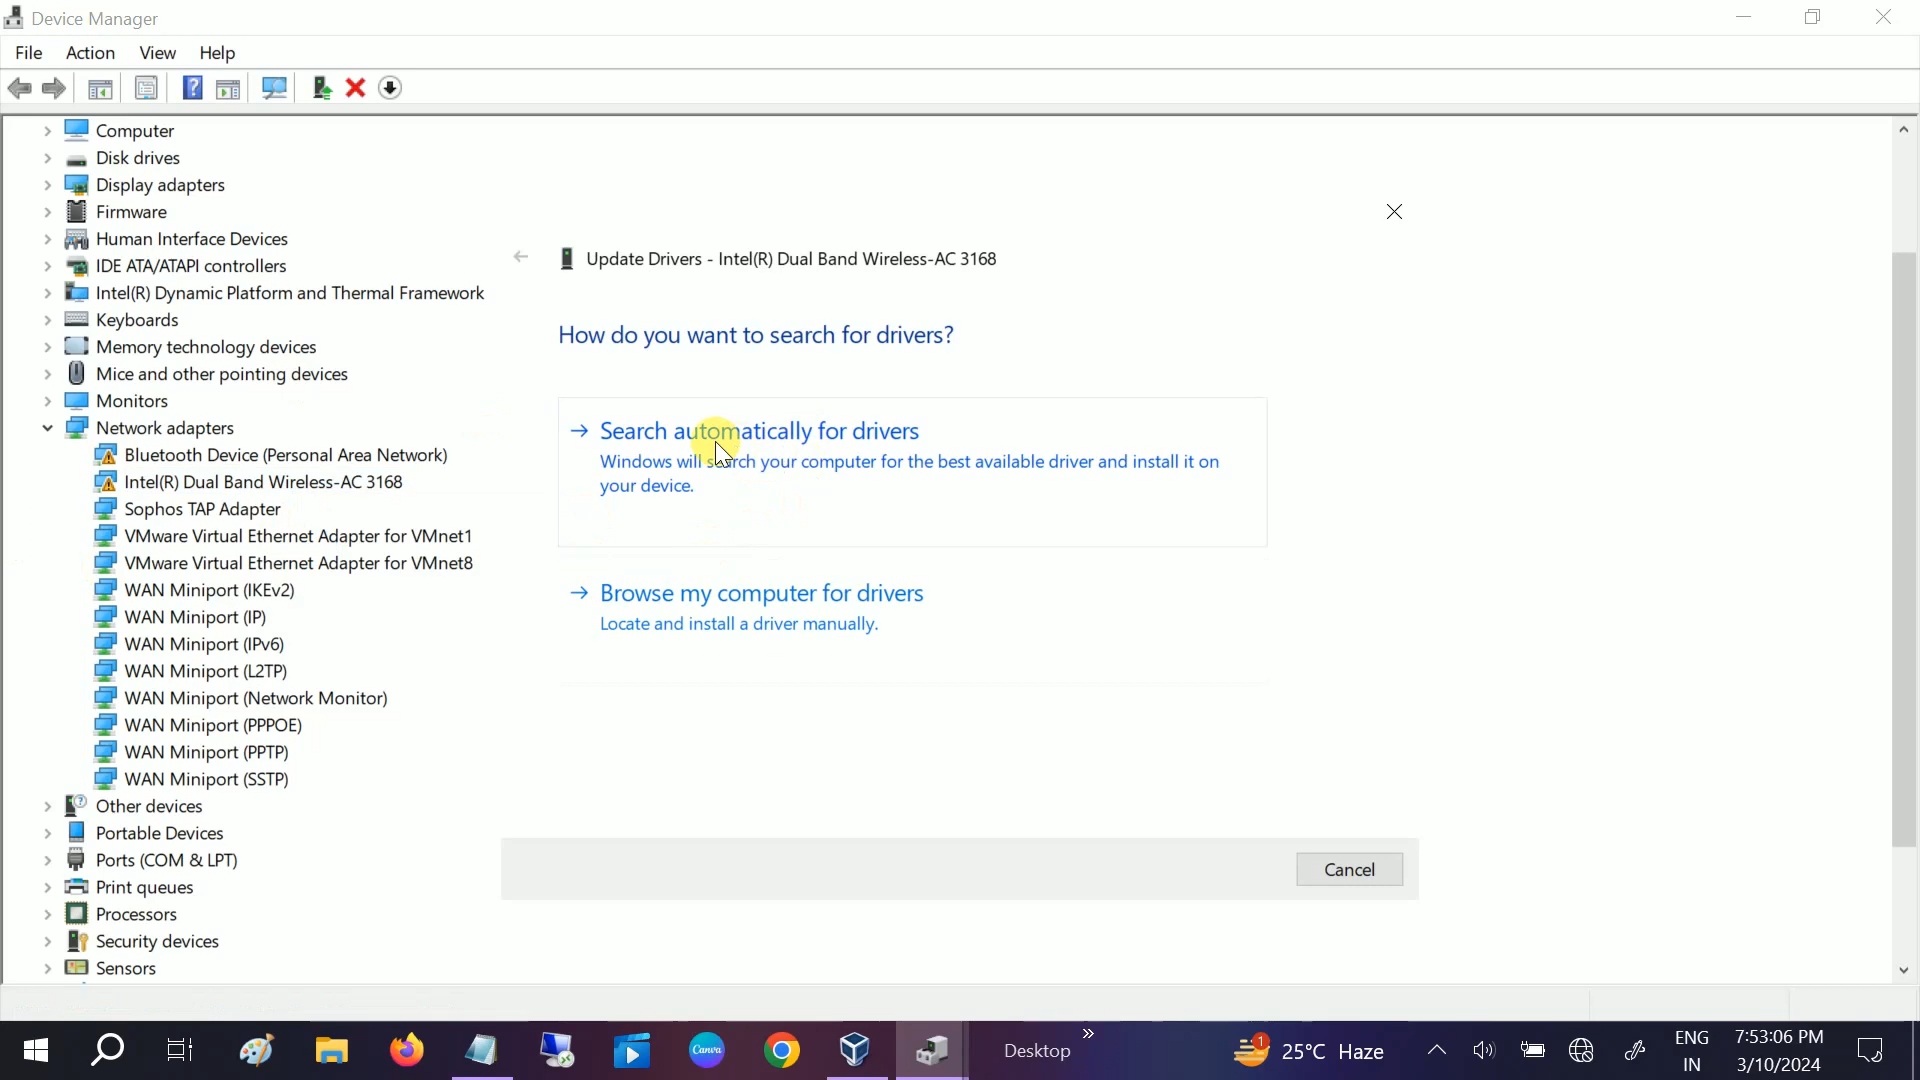 Device Manager
File Action View Help
Computer
Disk drives
Display adapters
Firmware
Human Interface Devices
IDE ATA/ATAPI controllers
Intel(R) Dynamic Platform and Thermal Framework
Keyboards
Memory technology devices
Mice and other pointing devices
Monitors
Network adapters
Bluetooth Device (Personal Area Network)
Intel(R) Dual Band Wireless-AC 3168
Sophos TAP Adapter
VMware Virtual Ethernet Adapter for VMnet1
VMware Virtual Ethernet Adapter for VMnet8
WAN Miniport (IKEv2)
WAN Miniport (IP)
WAN Miniport (IPv6)
WAN Miniport (L2TP)
WAN Miniport (Network Monitor)
WAN Miniport (PPPOE)
WAN Miniport (PPTP)
WAN Miniport (SSTP)
Other devices
Portable Devices
Ports (COM & LPT)
Print queues
Processors
Security devices
Sensors
Update Drivers - Intel(R) Dual Band Wireless-AC 3168
How do you want to search for drivers?
Search automatically for drivers
Windows will search your computer for the best available driver and install it on
your device.
Browse my computer for drivers
Locate and install a driver manually.
Cancel
Canva
Desktop
1
25°C Haze
ENG
IN
7:53:06 PM
3/10/2024